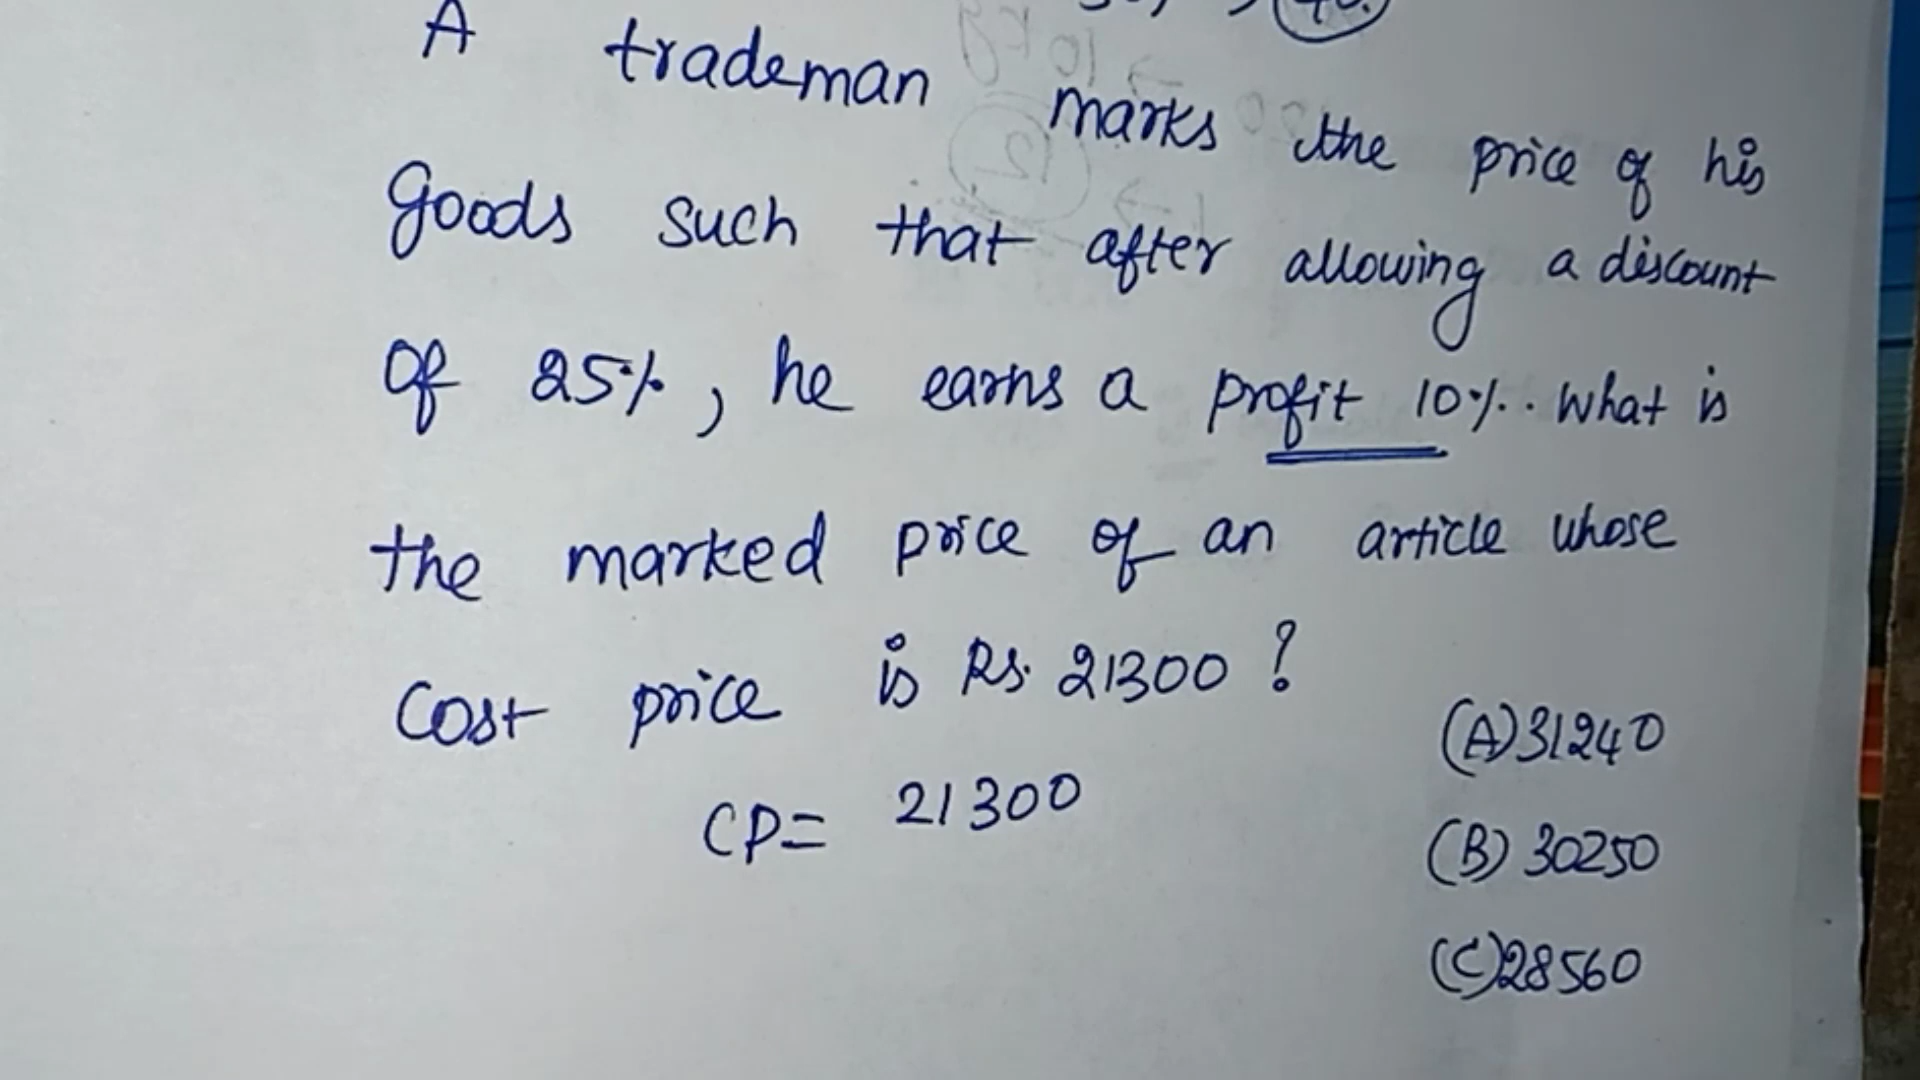 A trademan marks the price of his
goods such that after allowing a discount
of 25%, he earns a profit 10%. what is
the marked price of an article whose
cost price is Rs. 21300?
CP= 21300
(A) 31240
(B) 30250
(C) 28560